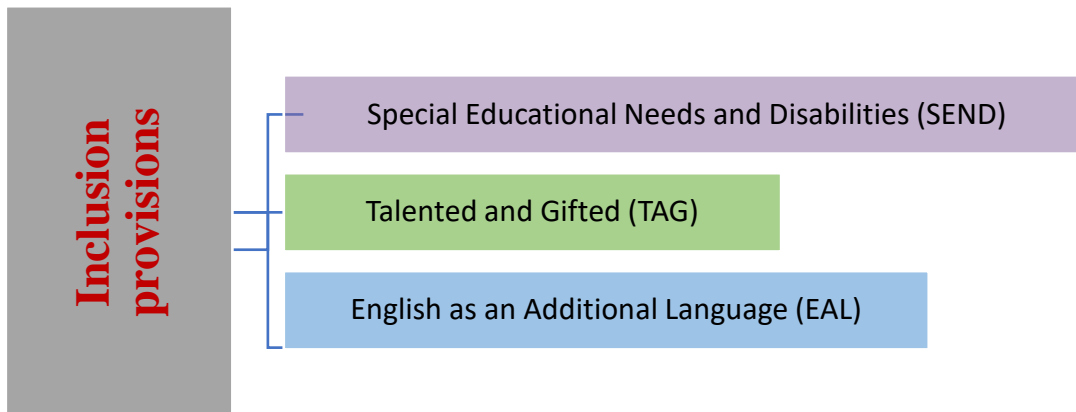 Inclusion
provisions
Special Educational Needs and Disabilities (SEND)
Talented and Gifted (TAG)
English as an Additional Language (EAL)